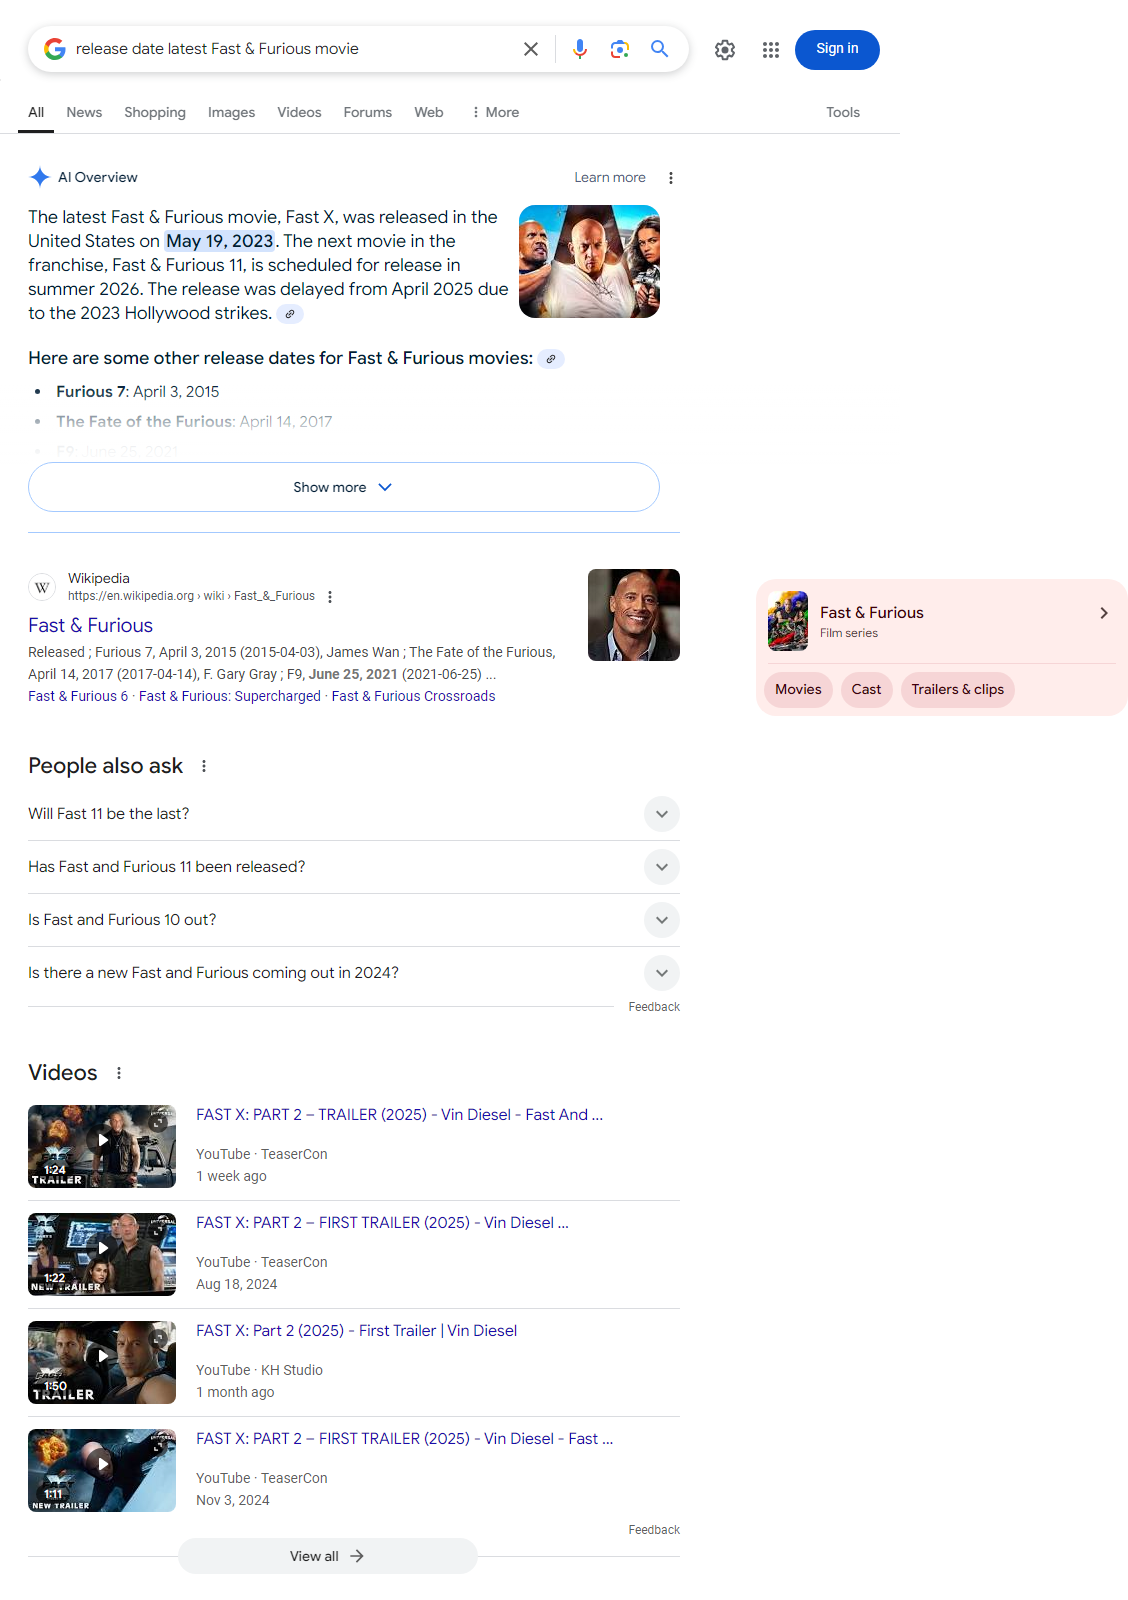 release date latest Fast & Furious movie
Sign in
All
News
Shopping
Images
Videos
Forums
Web
More
Tools
AI Overview
Learn more
The latest Fast & Furious movie, Fast X, was released in the
United States on May 19, 2023. The next movie in the
franchise, Fast & Furious 11, is scheduled for release in
summer 2026. The release was delayed from April 2025 due
to the 2023 Hollywood strikes.
Here are some other release dates for Fast & Furious movies:
• Furious 7: April 3, 2015
• The Fate of the Furious: April 14, 2017
• F9: June 25, 2021
Show more
W
Wikipedia
https://en.wikipedia.org › wiki › Fast_&_Furious
Fast & Furious
Released ; Furious 7, April 3, 2015 (2015-04-03), James Wan ; The Fate of the Furious,
April 14, 2017 (2017-04-14), F. Gary Gray ; F9, June 25, 2021 (2021-06-25) ...
Fast & Furious 6 · Fast & Furious: Supercharged · Fast & Furious Crossroads
Fast & Furious
Film series
Movies
Cast
Trailers & clips
People also ask
Will Fast 11 be the last?
Has Fast and Furious 11 been released?
Is Fast and Furious 10 out?
Is there a new Fast and Furious coming out in 2024?
Feedback
Videos
1:24
TRAILER
FAST X: PART 2 – TRAILER (2025) - Vin Diesel - Fast And ...
YouTube · TeaserCon
1 week ago
1:22
NEW TRAILER
FAST X: PART 2 – FIRST TRAILER (2025) - Vin Diesel ...
YouTube · TeaserCon
Aug 18, 2024
1:50
TRAILER
FAST X: Part 2 (2025) - First Trailer | Vin Diesel
YouTube · KH Studio
1 month ago
1:11
NEW TRAILER
FAST X: PART 2 – FIRST TRAILER (2025) - Vin Diesel - Fast ...
YouTube · TeaserCon
Nov 3, 2024
Feedback
View all